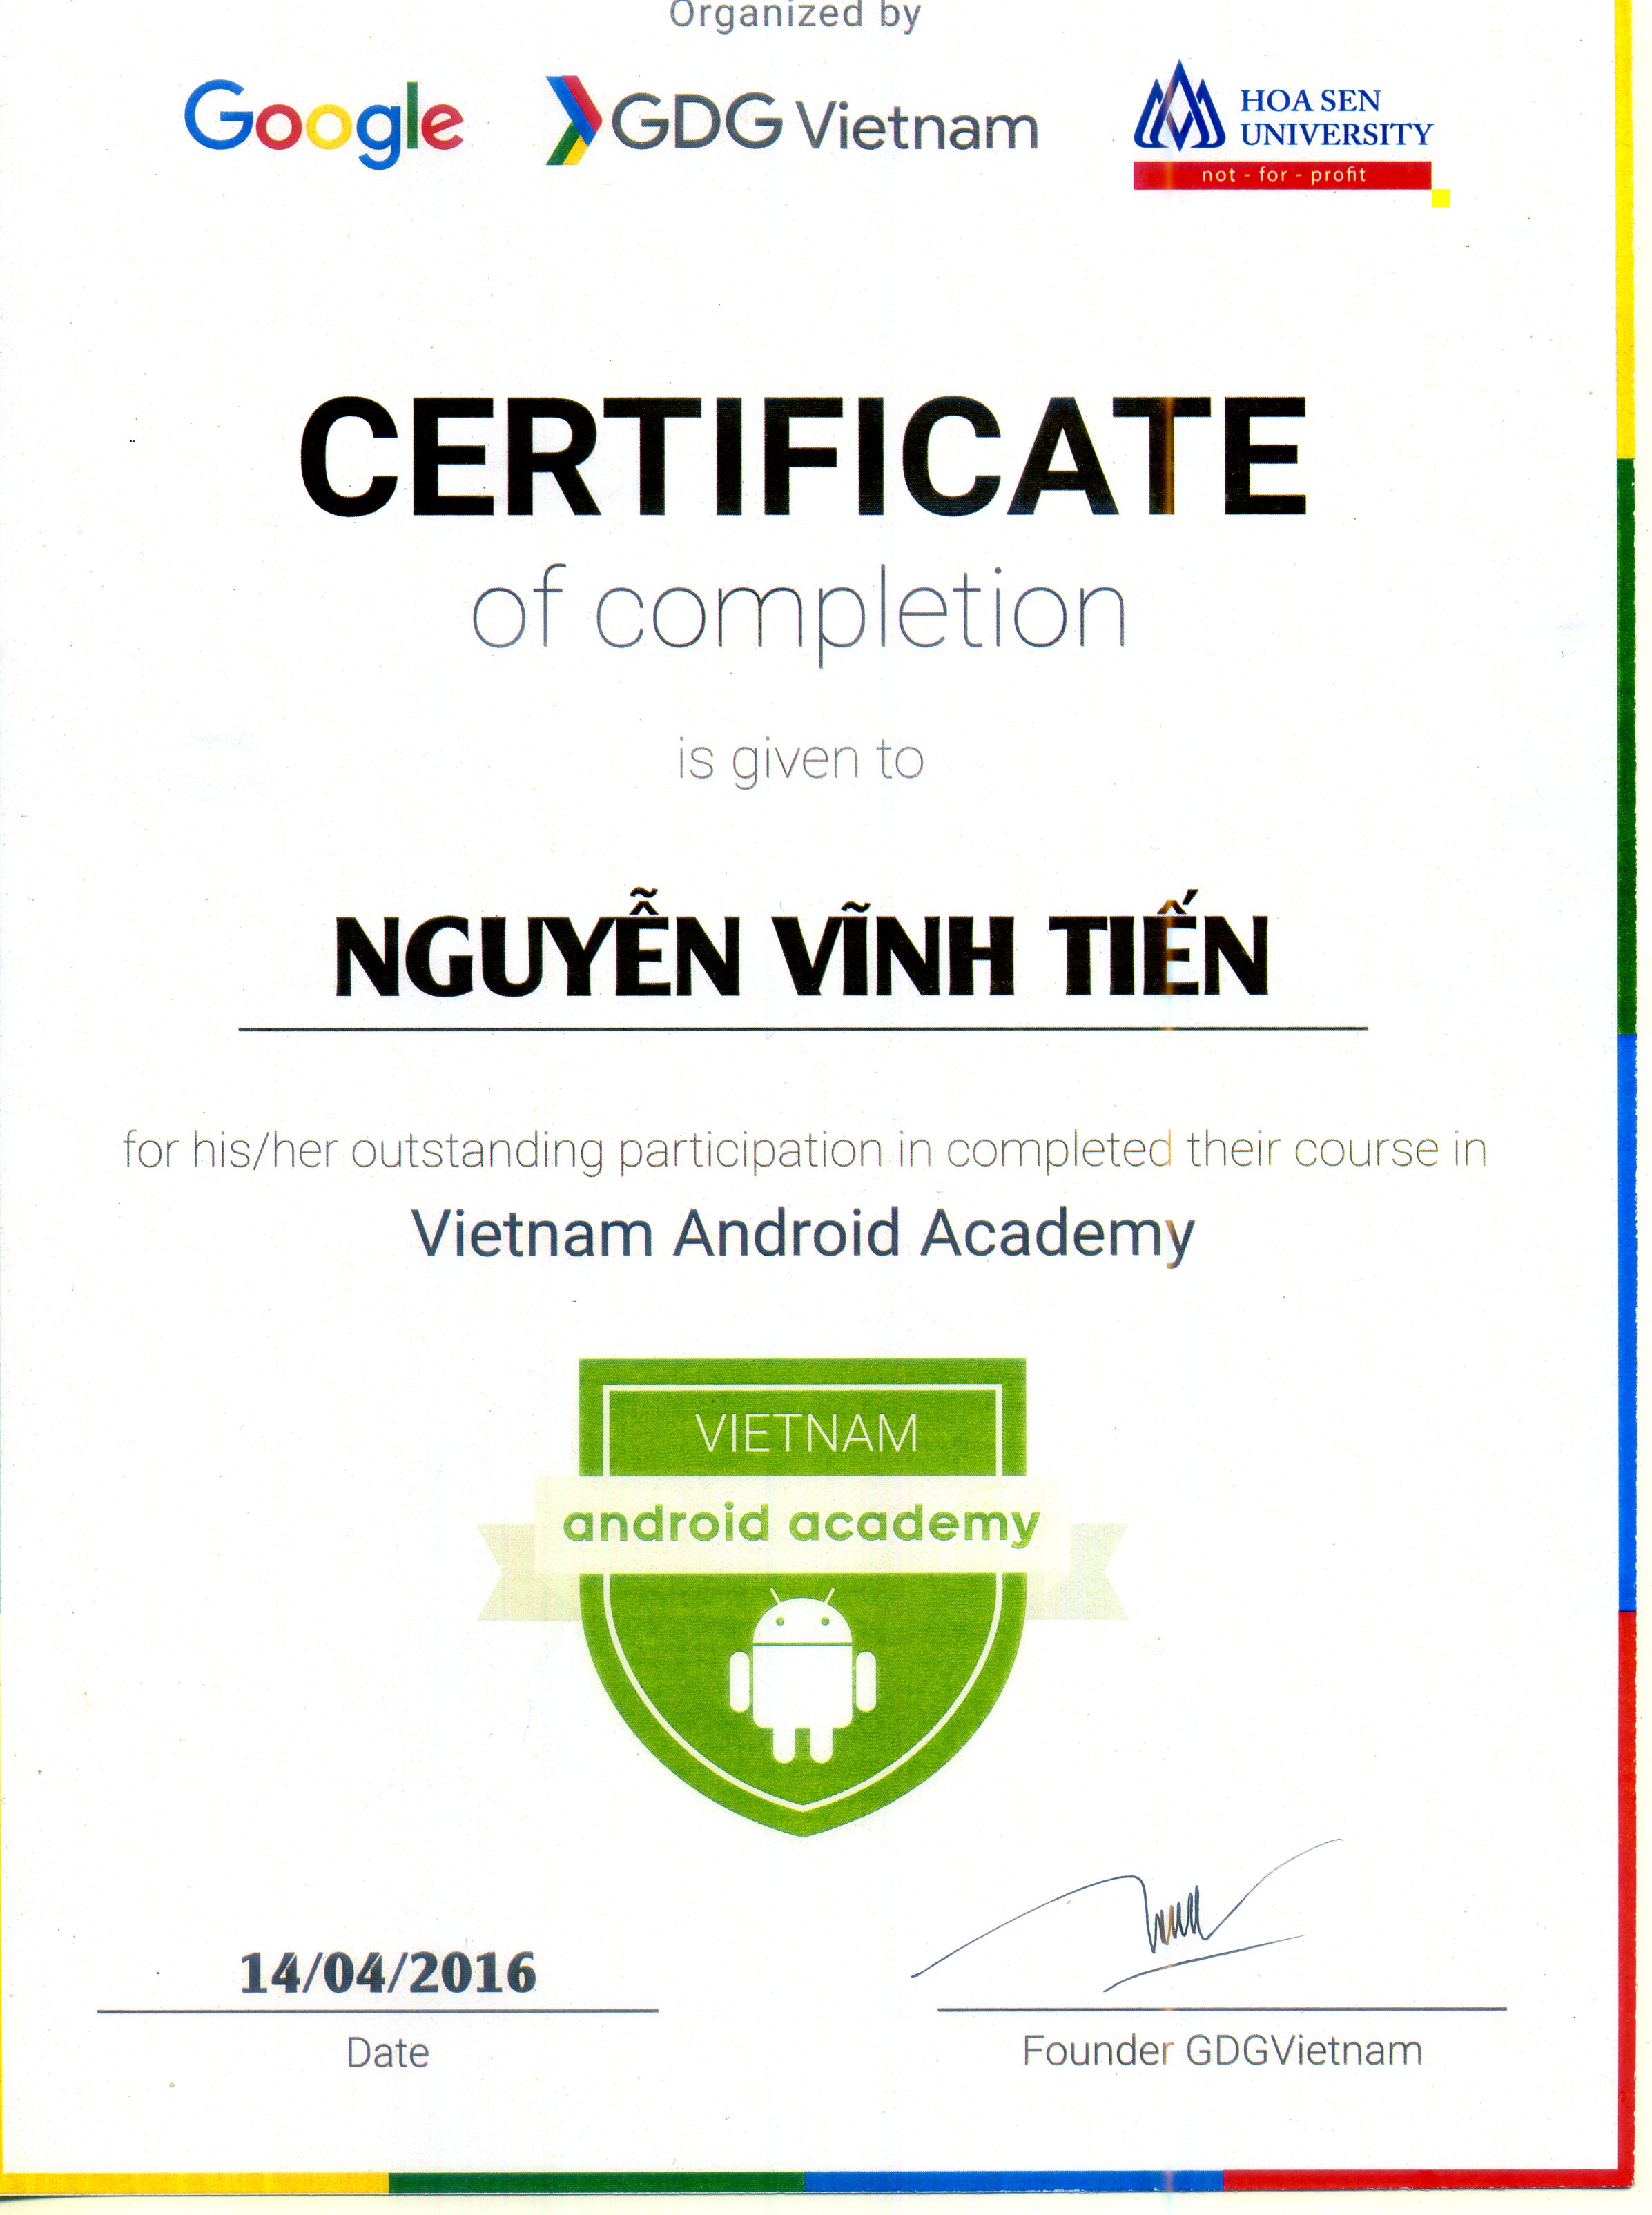 Organized by
Google GDG Vietnam HOA SEN
UNIVERSITY
not - for - profit
CERTIFICATE
of completion
is given to
NGUYỄN VĨNH TIẾN
for his/her outstanding participation in completed their course in
Vietnam Android Academy
VIETNAM
android academy
14/04/2016
Date
Founder GDGVietnam